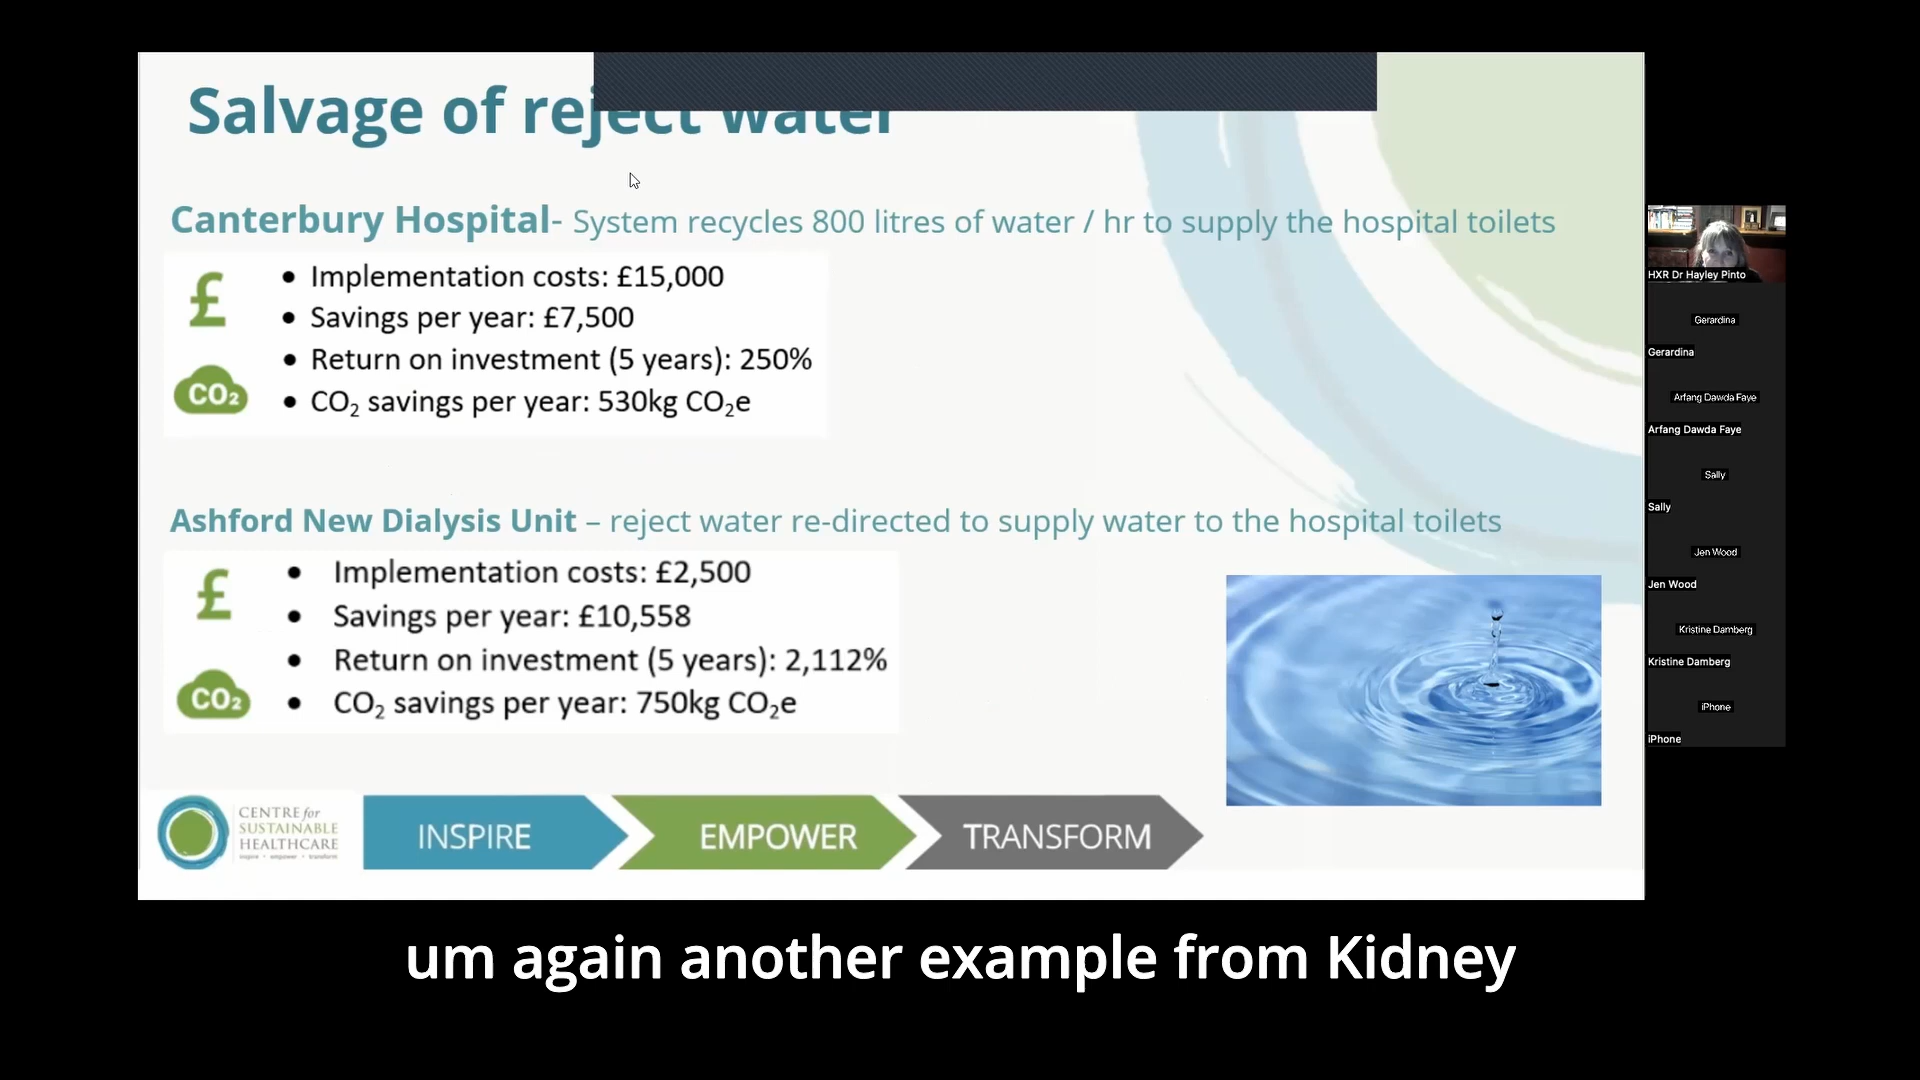 Salvage of reject water
Canterbury Hospital- System recycles 800 litres of water / hr to supply the hospital toilets
£
CO₂
• Implementation costs: £15,000
• Savings per year: £7,500
• Return on investment (5 years): 250%
• CO₂ savings per year: 530kg CO₂e
Ashford New Dialysis Unit – reject water re-directed to supply water to the hospital toilets
£
CO₂
• Implementation costs: £2,500
• Savings per year: £10,558
• Return on investment (5 years): 2,112%
• CO₂ savings per year: 750kg CO₂e
CENTRE for
SUSTAINABLE
HEALTHCARE
inspire • empower • transform
INSPIRE
EMPOWER
TRANSFORM
HXR Dr Hayley Pinto
Gerardina
Gerardina
Arfang Dawda Faye
Arfang Dawda Faye
Sally
Sally
Jen Wood
Jen Wood
Kristine Damberg
Kristine Damberg
iPhone
iPhone
um again another example from Kidney